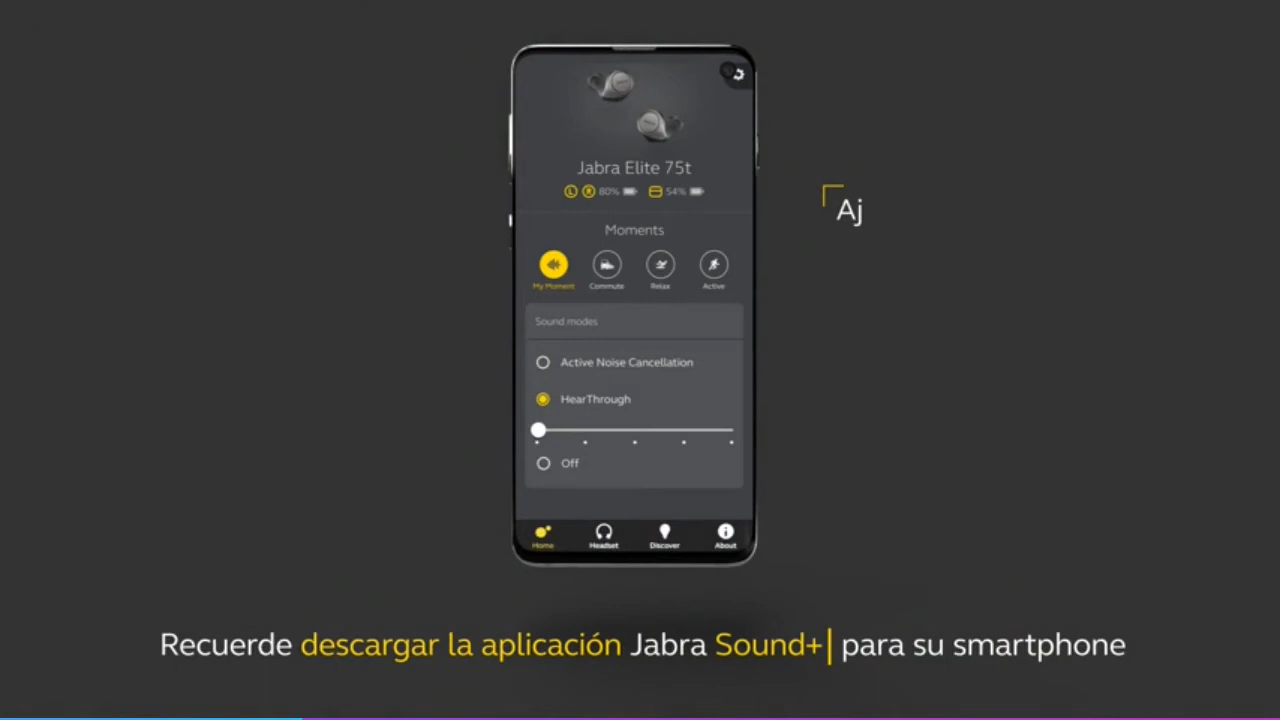 Jabra Elite 75t
L R 80% 54%
Moments
My Moment Commute Relax Active
Sound modes
Active Noise Cancellation
HearThrough
Off
Home Headset Discover About
Aj
Recuerde descargar la aplicación Jabra Sound+| para su smartphone